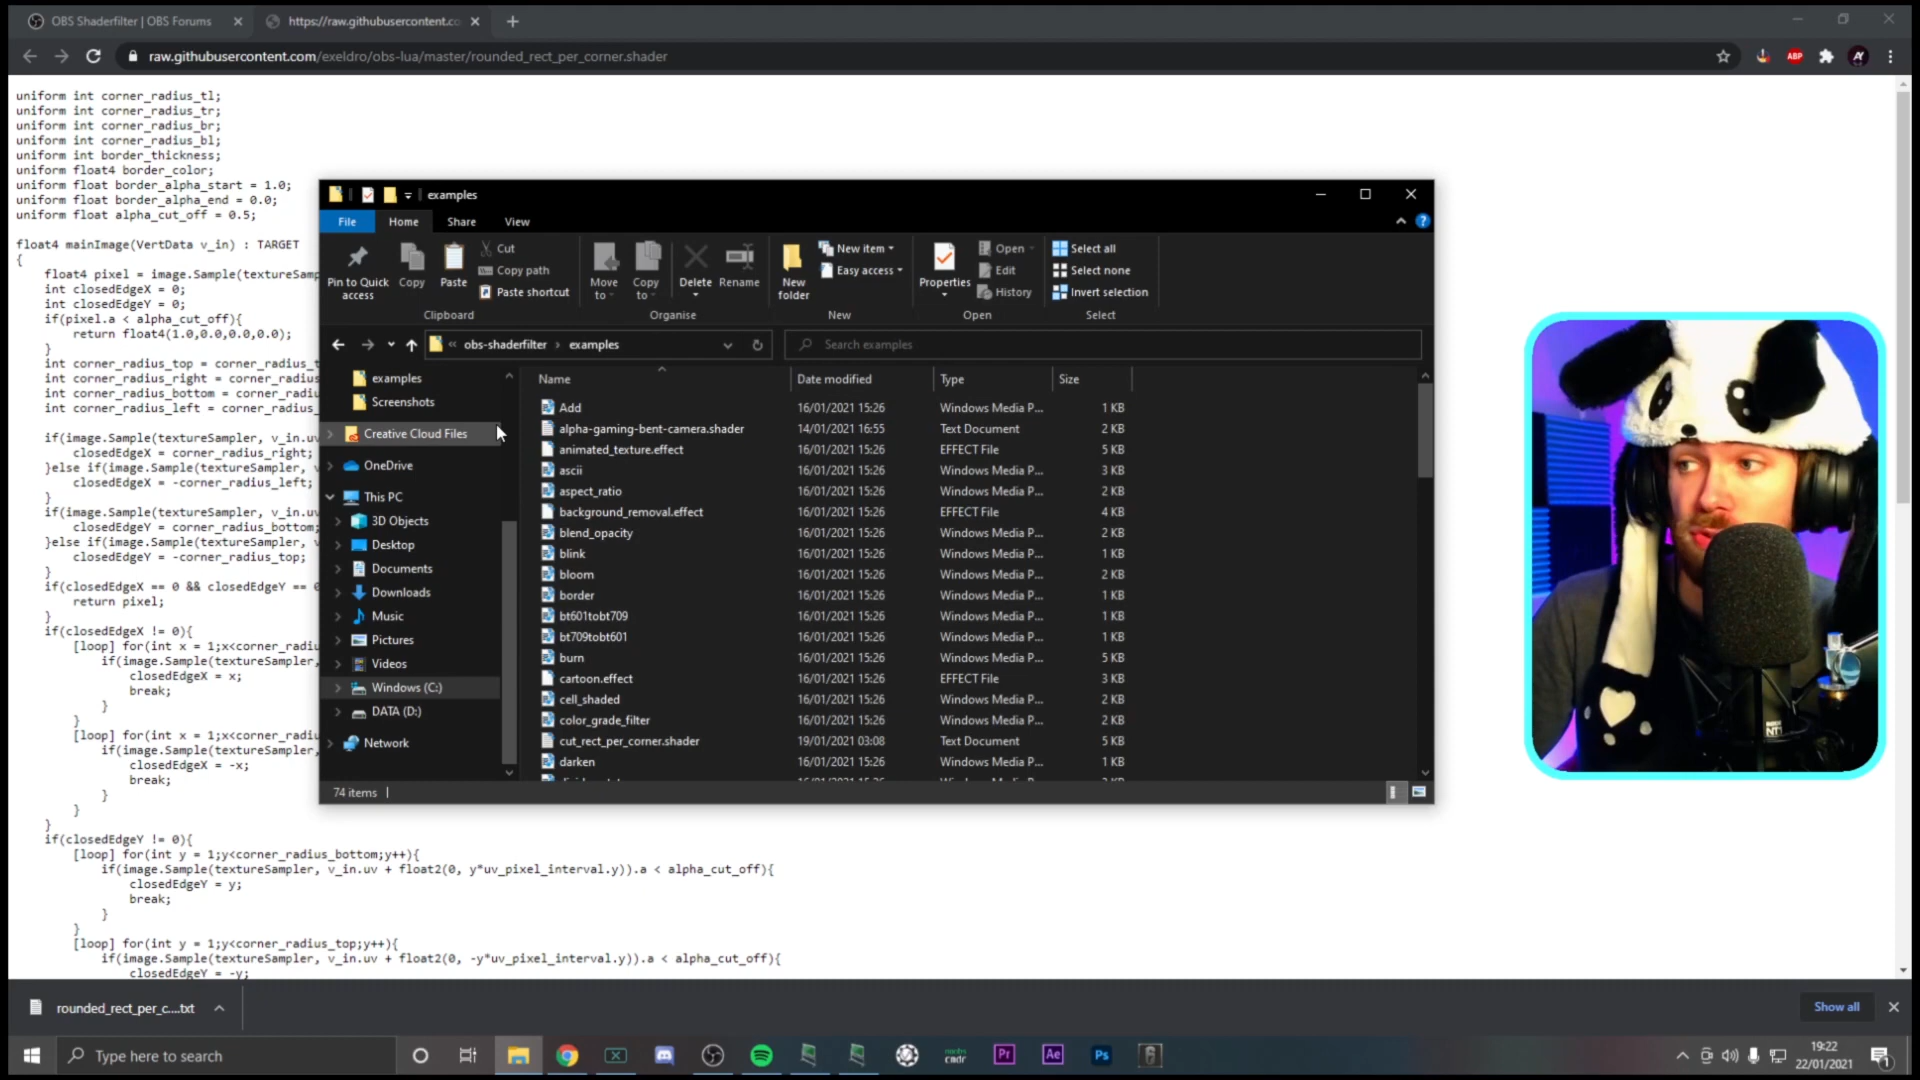 OBS Shaderfilter | OBS Forums
https://raw.githubusercontent.co
raw.githubusercontent.com/exeldro/obs-lua/master/rounded_rect_per_corner.shader
ABP
uniform int corner_radius_tl;
uniform int corner_radius_tr;
uniform int corner_radius_br;
uniform int corner_radius_bl;
uniform int border_thickness;
uniform float4 border_color;
uniform float border_alpha_start = 1.0;
uniform float border_alpha_end = 0.0;
uniform float alpha_cut_off = 0.5;
float4 mainImage(VertData v_in) : TARGET
{
float4 pixel = image.Sample(textureSamp
int closedEdgeX = 0;
int closedEdgeY = 0;
if(pixel.a < alpha_cut_off){
return float4(1.0,0.0,0.0,0.0);
}
int corner_radius_top = corner_radius_t
int corner_radius_right = corner_radius
int corner_radius_bottom = corner_radiu
int corner_radius_left = corner_radius_
if(image.Sample(textureSampler, v_in.uv
closedEdgeX = corner_radius_right;
}else if(image.Sample(textureSampler, v
closedEdgeX = -corner_radius_left;
}
if(image.Sample(textureSampler, v_in.uv
closedEdgeY = corner_radius_bottom;
}else if(image.Sample(textureSampler, v
closedEdgeY = -corner_radius_top;
}
if(closedEdgeX == 0 && closedEdgeY == 0
return pixel;
}
if(closedEdgeX != 0){
[loop] for(int x = 1;x<corner_radiu
if(image.Sample(textureSampler,
closedEdgeX = x;
break;
}
}
[loop] for(int x = 1;x<corner_radiu
if(image.Sample(textureSampler,
closedEdgeX = -x;
break;
}
}
}
if(closedEdgeY != 0){
[loop] for(int y = 1;y<corner_radius_bottom;y++){
if(image.Sample(textureSampler, v_in.uv + float2(0, y*uv_pixel_interval.y)).a < alpha_cut_off){
closedEdgeY = y;
break;
}
}
[loop] for(int y = 1;y<corner_radius_top;y++){
if(image.Sample(textureSampler, v_in.uv + float2(0, -y*uv_pixel_interval.y)).a < alpha_cut_off){
closedEdgeY = -y;
examples
File Home Share View
Pin to Quick access
Copy
Paste
Cut
Copy path
Paste shortcut
Clipboard
Move to
Copy to
Delete
Rename
Organise
New folder
New item
Easy access
New
Properties
Open
Edit
History
Open
Select all
Select none
Invert selection
Select
« obs-shaderfilter > examples
Search examples
examples
Screenshots
Creative Cloud Files
OneDrive
This PC
3D Objects
Desktop
Documents
Downloads
Music
Pictures
Videos
Windows (C:)
DATA (D:)
Network
Name Date modified Type Size
Add 16/01/2021 15:26 Windows Media P... 1 KB
alpha-gaming-bent-camera.shader 14/01/2021 16:55 Text Document 2 KB
animated_texture.effect 16/01/2021 15:26 EFFECT File 5 KB
ascii 16/01/2021 15:26 Windows Media P... 3 KB
aspect_ratio 16/01/2021 15:26 Windows Media P... 2 KB
background_removal.effect 16/01/2021 15:26 EFFECT File 4 KB
blend_opacity 16/01/2021 15:26 Windows Media P... 2 KB
blink 16/01/2021 15:26 Windows Media P... 1 KB
bloom 16/01/2021 15:26 Windows Media P... 2 KB
border 16/01/2021 15:26 Windows Media P... 1 KB
bt601tobt709 16/01/2021 15:26 Windows Media P... 1 KB
bt709tobt601 16/01/2021 15:26 Windows Media P... 1 KB
burn 16/01/2021 15:26 Windows Media P... 5 KB
cartoon.effect 16/01/2021 15:26 EFFECT File 3 KB
cell_shaded 16/01/2021 15:26 Windows Media P... 2 KB
color_grade_filter 16/01/2021 15:26 Windows Media P... 2 KB
cut_rect_per_corner.shader 19/01/2021 03:08 Text Document 5 KB
darken 16/01/2021 15:26 Windows Media P... 1 KB
74 items
NT1
rounded_rect_per_c....txt
Show all
Type here to search
Pr
Ae
Ps
19:22
22/01/2021
1